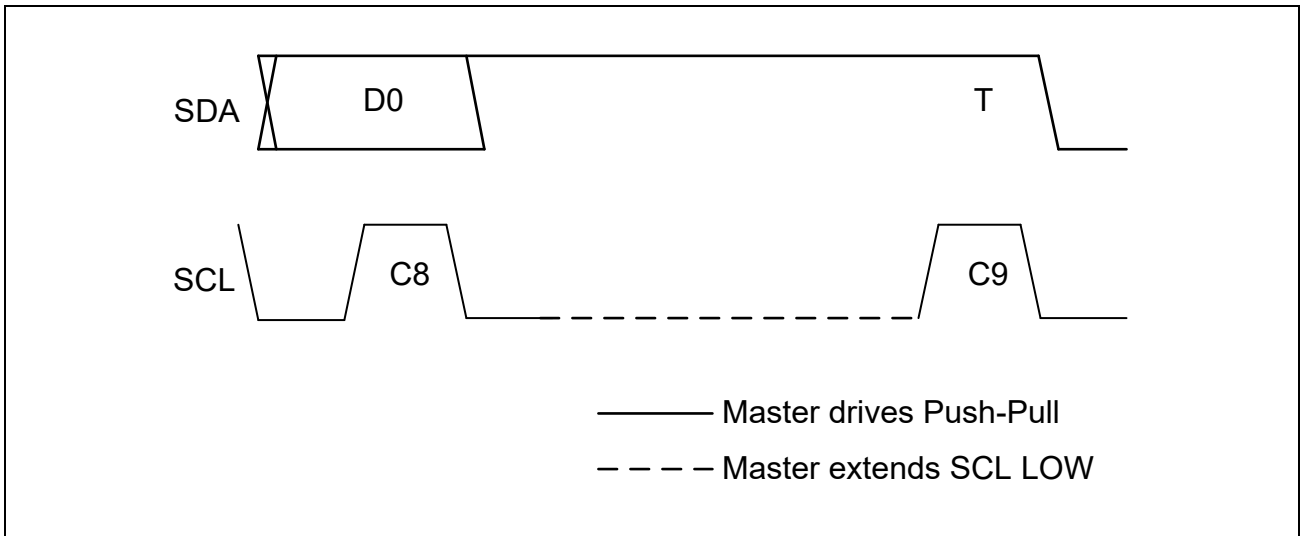 SDA D0 T
SCL C8 C9
Master drives Push-Pull
Master extends SCL LOW